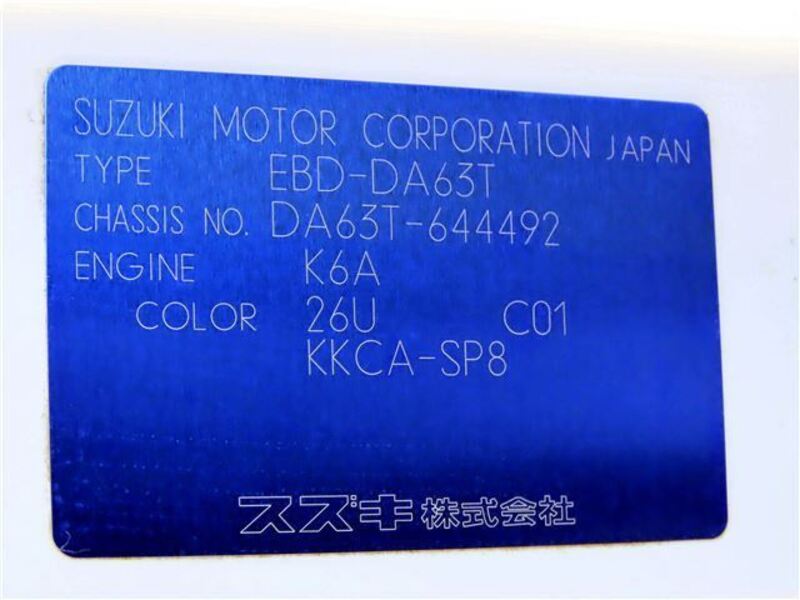 SUZUKI MOTOR CORPORATION JAPAN
TYPE EBD-DA63T
CHASSIS NO. DA63T-644492
ENGINE K6A
COLOR 26U C01
KKCA-SP8
スズキ株式会社